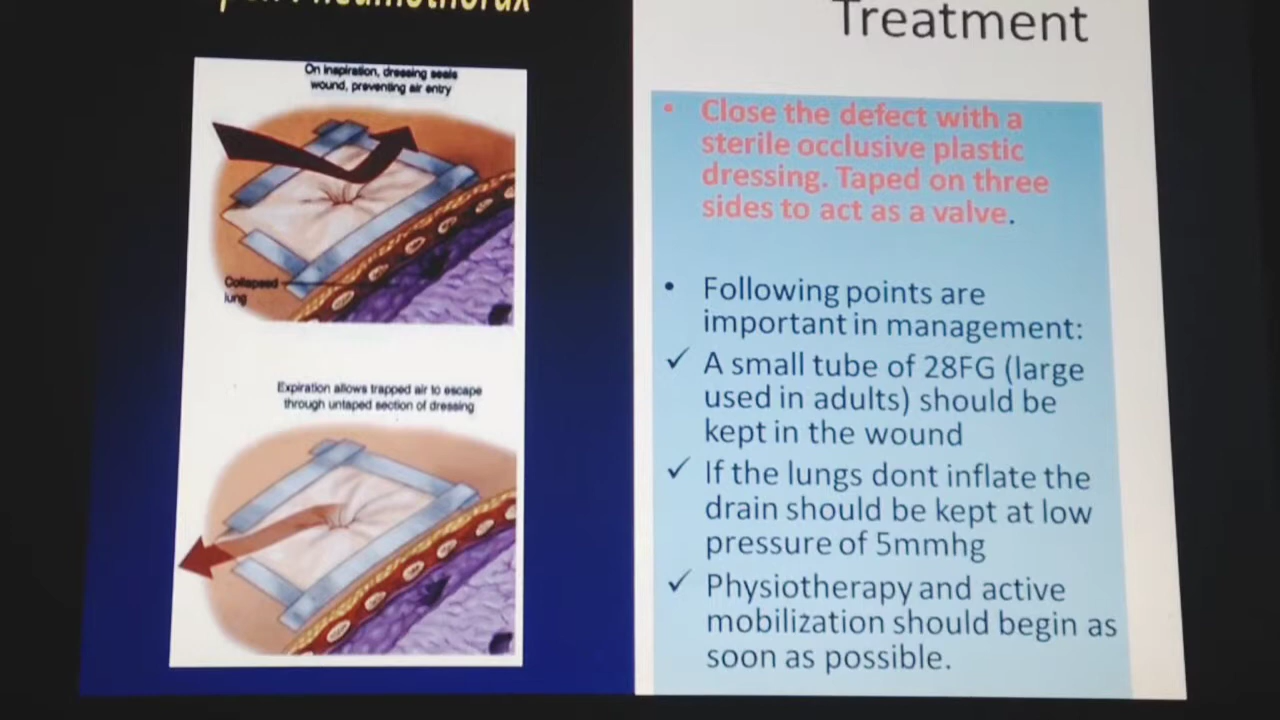 Pneumothorax
On inspiration, dressing seals
wound, preventing air entry
Collapsed
lung
Expiration allows trapped air to escape
through untaped section of dressing
Treatment
• Close the defect with a
sterile occlusive plastic
dressing. Taped on three
sides to act as a valve.
• Following points are
important in management:
✓ A small tube of 28FG (large
used in adults) should be
kept in the wound
✓ If the lungs dont inflate the
drain should be kept at low
pressure of 5mmhg
✓ Physiotherapy and active
mobilization should begin as
soon as possible.